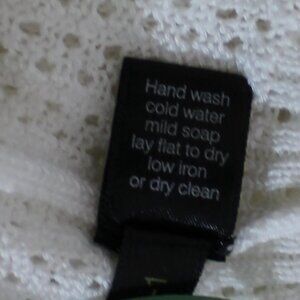 Hand wash
cold water
mild soap
lay flat to dry
low iron
or dry clean